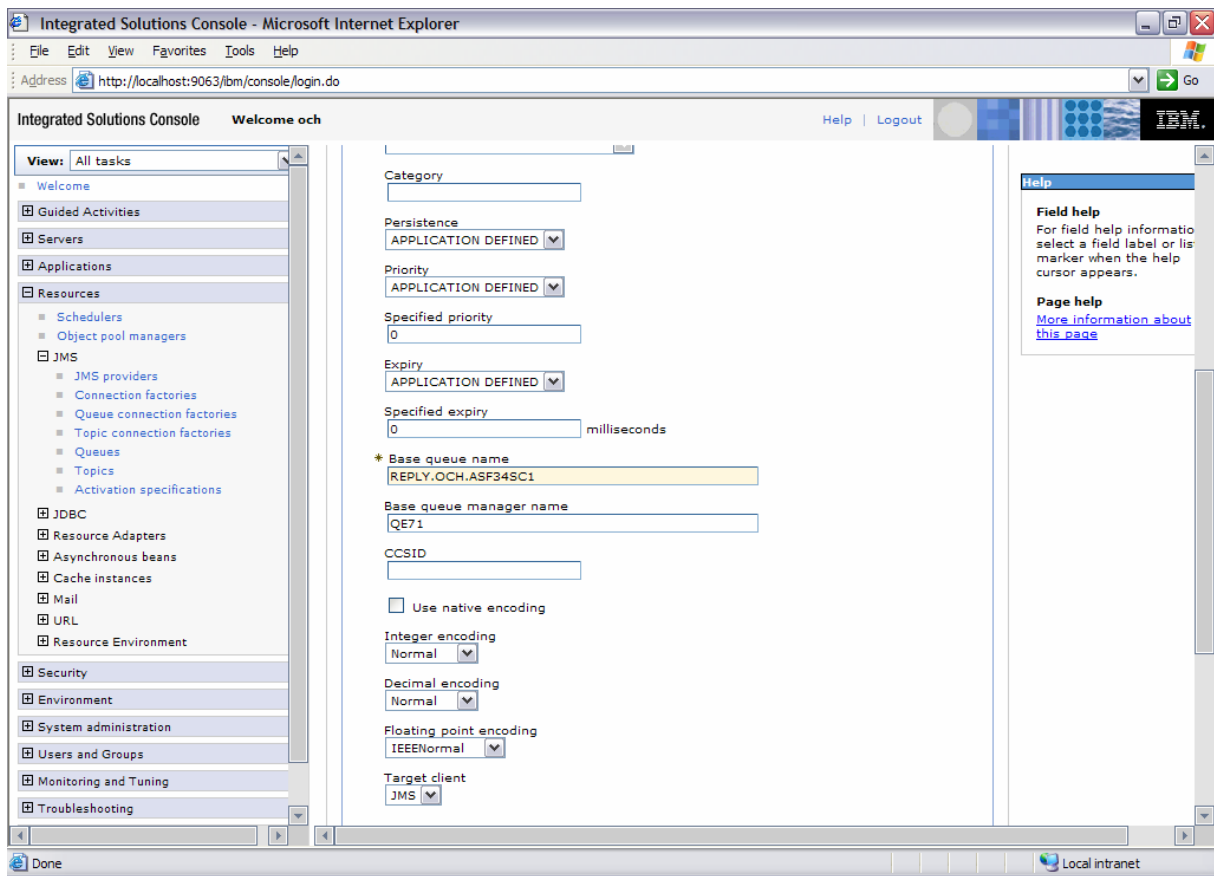 Integrated Solutions Console - Microsoft Internet Explorer
File Edit View Favorites Tools Help
Address http://localhost:9063/ibm/console/login.do Go
Integrated Solutions Console Welcome och Help | Logout IBM.
View: All tasks
Welcome
Guided Activities
Servers
Applications
Resources
Schedulers
Object pool managers
JMS
JMS providers
Connection factories
Queue connection factories
Topic connection factories
Queues
Topics
Activation specifications
JDBC
Resource Adapters
Asynchronous beans
Cache instances
Mail
URL
Resource Environment
Security
Environment
System administration
Users and Groups
Monitoring and Tuning
Troubleshooting
Category
Persistence
APPLICATION DEFINED
Priority
APPLICATION DEFINED
Specified priority
0
Expiry
APPLICATION DEFINED
Specified expiry
0 milliseconds
* Base queue name
REPLY.OCH.ASF34SC1
Base queue manager name
QE71
CCSID
Use native encoding
Integer encoding
Normal
Decimal encoding
Normal
Floating point encoding
IEEENormal
Target client
JMS
Help
Field help
For field help informatio
select a field label or lis
marker when the help
cursor appears.
Page help
More information about
this page
Done Local intranet